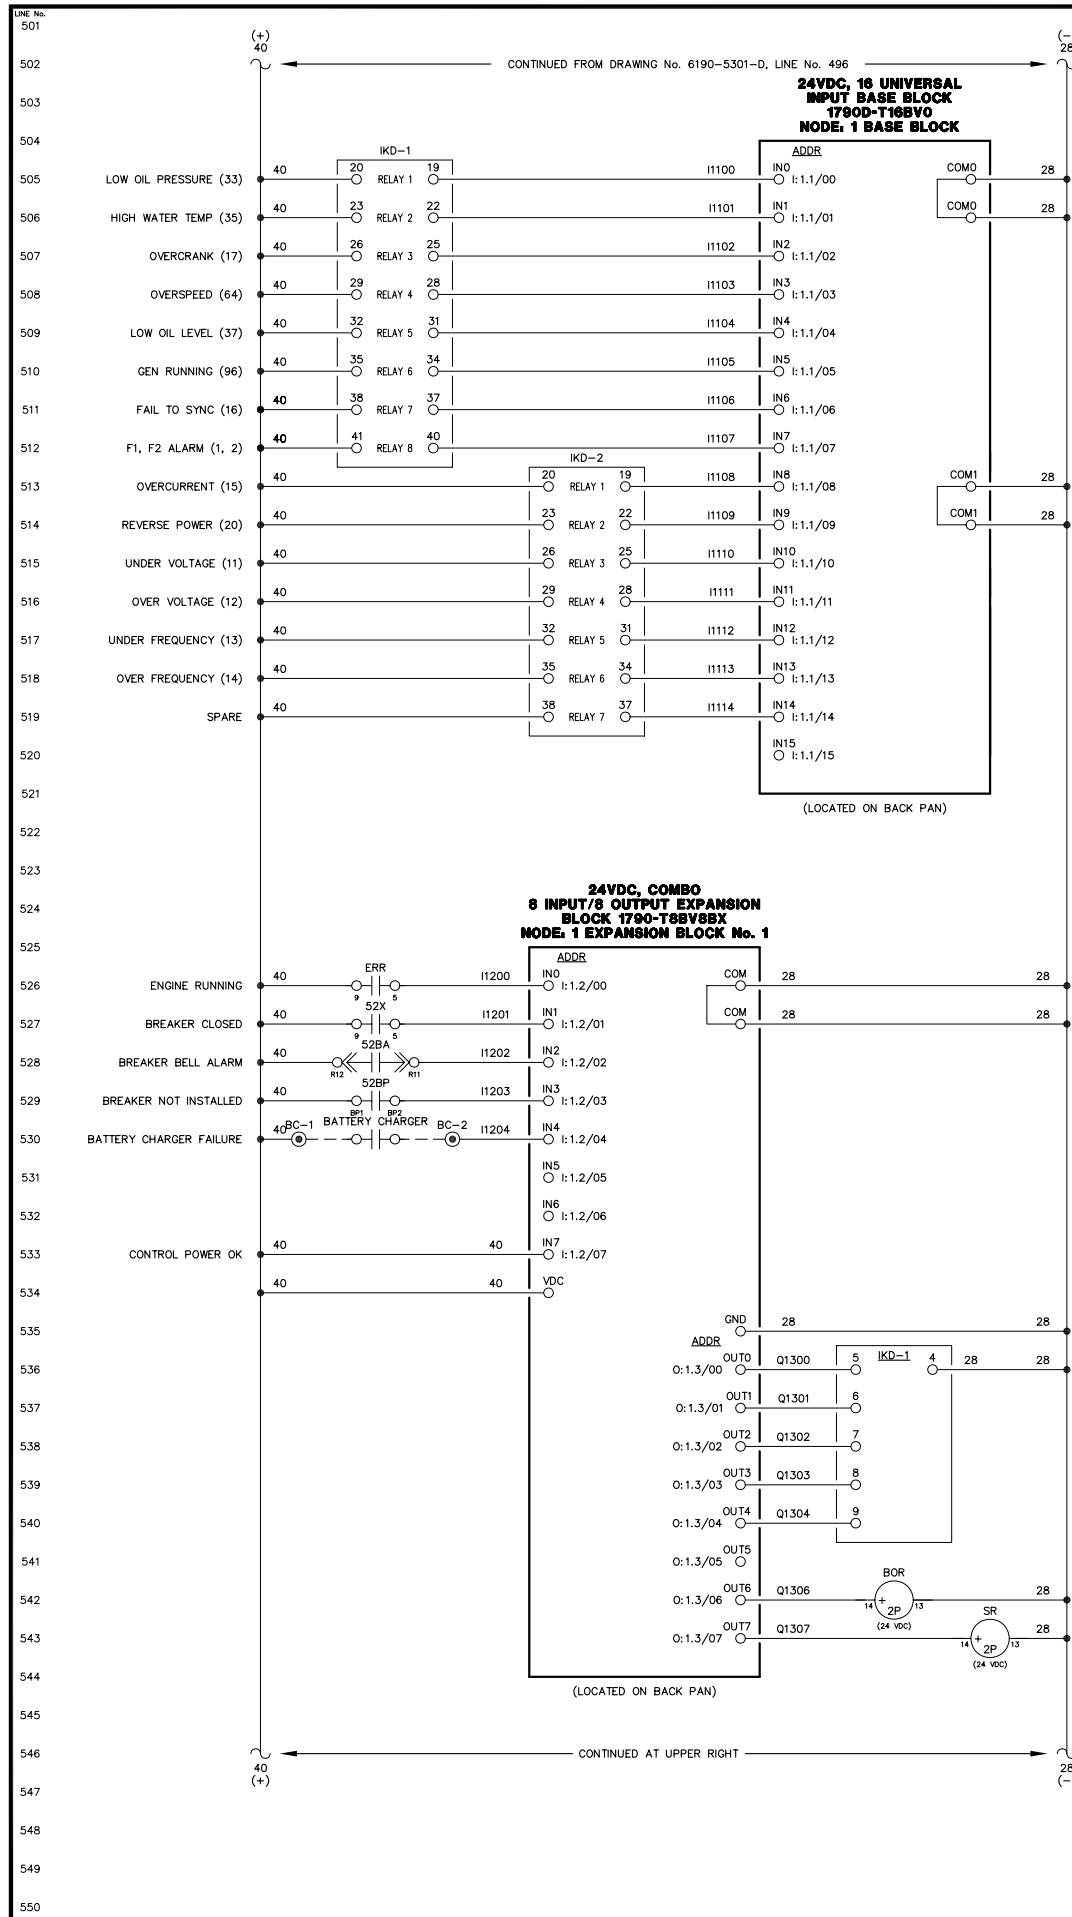 LINE No.
501
(+)
40
(-
28
502
CONTINUED FROM DRAWING No. 6190-5301-D, LINE No. 496
24VDC, 16 UNIVERSAL
INPUT BASE BLOCK
1790D-T16BV0
NODE: 1 BASE BLOCK
503
504
IKD-1
ADDR
505 LOW OIL PRESSURE (33) 40 20 RELAY 1 19 I1100 IN0 I:1.1/00 COM0 28
506 HIGH WATER TEMP (35) 40 23 RELAY 2 22 I1101 IN1 I:1.1/01 COM0 28
507 OVERCRANK (17) 40 26 RELAY 3 25 I1102 IN2 I:1.1/02
508 OVERSPEED (64) 40 29 RELAY 4 28 I1103 IN3 I:1.1/03
509 LOW OIL LEVEL (37) 40 32 RELAY 5 31 I1104 IN4 I:1.1/04
510 GEN RUNNING (96) 40 35 RELAY 6 34 I1105 IN5 I:1.1/05
511 FAIL TO SYNC (16) 40 38 RELAY 7 37 I1106 IN6 I:1.1/06
512 F1, F2 ALARM (1, 2) 40 41 RELAY 8 40 I1107 IN7 I:1.1/07
IKD-2
513 OVERCURRENT (15) 40 20 RELAY 1 19 I1108 IN8 I:1.1/08 COM1 28
514 REVERSE POWER (20) 40 23 RELAY 2 22 I1109 IN9 I:1.1/09 COM1 28
515 UNDER VOLTAGE (11) 40 26 RELAY 3 25 I1110 IN10 I:1.1/10
516 OVER VOLTAGE (12) 40 29 RELAY 4 28 I1111 IN11 I:1.1/11
517 UNDER FREQUENCY (13) 40 32 RELAY 5 31 I1112 IN12 I:1.1/12
518 OVER FREQUENCY (14) 40 35 RELAY 6 34 I1113 IN13 I:1.1/13
519 SPARE 40 38 RELAY 7 37 I1114 IN14 I:1.1/14
520 IN15 I:1.1/15
521
(LOCATED ON BACK PAN)
522
523
524
24VDC, COMBO
8 INPUT/8 OUTPUT EXPANSION
BLOCK 1790-T8BV8BX
NODE: 1 EXPANSION BLOCK No. 1
525
ADDR
526 ENGINE RUNNING 40 ERR 9 5 I1200 IN0 I:1.2/00 COM 28 28
527 BREAKER CLOSED 40 52X 9 5 I1201 IN1 I:1.2/01 COM 28 28
528 BREAKER BELL ALARM 40 52BA R12 R11 I1202 IN2 I:1.2/02
529 BREAKER NOT INSTALLED 40 52BP BP1 BP2 I1203 IN3 I:1.2/03
530 BATTERY CHARGER FAILURE 40 BC-1 BATTERY CHARGER BC-2 I1204 IN4 I:1.2/04
531 IN5 I:1.2/05
532 IN6 I:1.2/06
533 CONTROL POWER OK 40 40 IN7 I:1.2/07
534 40 40 VDC
535 GND 28 28
ADDR
536 O:1.3/00 OUT0 Q1300 5 IKD-1 4 28 28
537 O:1.3/01 OUT1 Q1301 6
538 O:1.3/02 OUT2 Q1302 7
539 O:1.3/03 OUT3 Q1303 8
540 O:1.3/04 OUT4 Q1304 9
541 O:1.3/05 OUT5
542 O:1.3/06 OUT6 Q1306 BOR 14 + 2P 13 (24 VDC) 28
543 O:1.3/07 OUT7 Q1307 SR 14 + 2P 13 (24 VDC) 28
544
(LOCATED ON BACK PAN)
545
546
CONTINUED AT UPPER RIGHT
40
(+)
28
(-
547
548
549
550